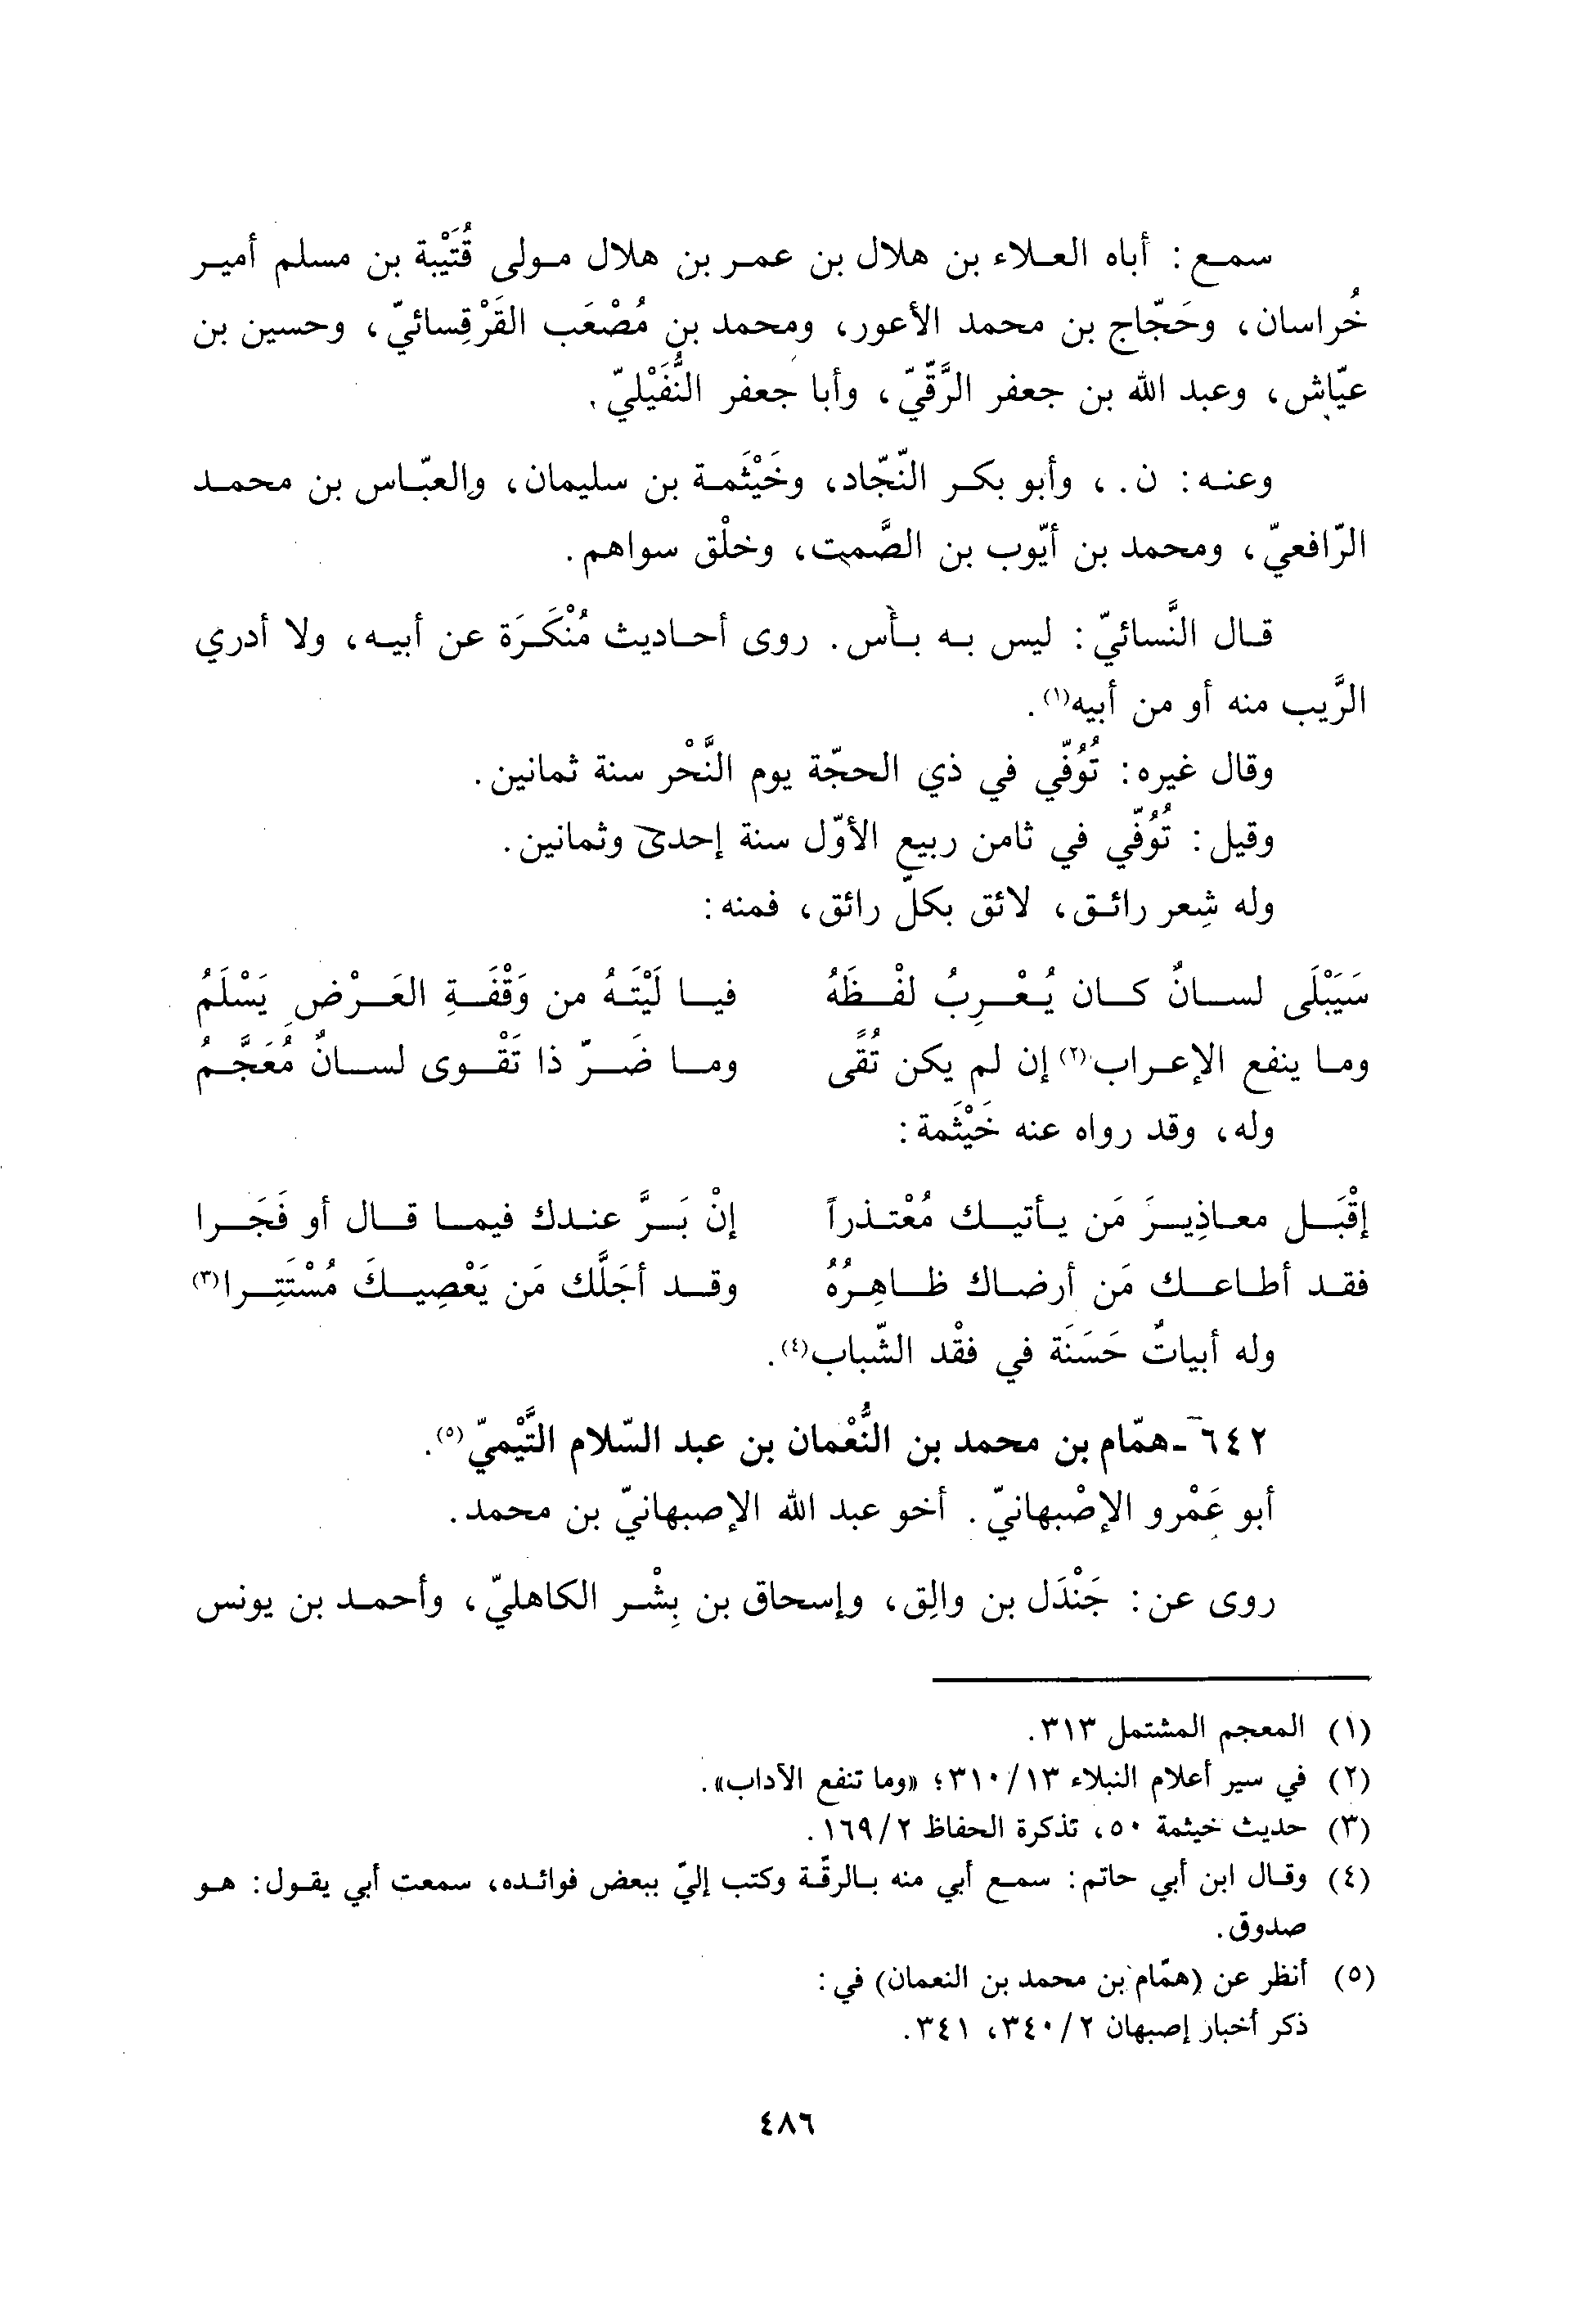 سمع: أباه العلاء بن هلال بن عمر بن هلال مولى قُتَيْبة بن مسلم أمير
خُراسان، وحَجّاج بن محمد الأعور، ومحمد بن مُصْعَب القَرْقِسائيّ، وحسين بن
عيّاش، وعبد الله بن جعفر الرَّقّيّ، وأبا جعفر النُّفَيْليّ.
وعنه: ن.، وأبو بكر النّجّاد، وخَيْثَمة بن سليمان، والعبّاس بن محمد
الرّافعيّ، ومحمد بن أيّوب بن الصَّمت، وخلْق سواهم.
قال النَّسائيّ: ليس به بأس. روى أحاديث مُنْكَرَة عن أبيه، ولا أدري
الرَّيب منه أو من أبيه(١).
وقال غيره: تُوُفّي في ذي الحجّة يوم النَّحْر سنة ثمانين.
وقيل: تُوُفّي في ثامن ربيع الأوّل سنة إحدى وثمانين.
وله شِعر رائق، لائق بكلّ رائق، فمنه:
سَيَبْلَى لسانٌ كان يُعْرِبُ لفْظَهُ فيا لَيْتَهُ من وَقْفَةِ العَرْضِ يَسْلَمُ
وما ينفع الإعراب(٢) إن لم يكن تُقًى وما ضَرّ ذا تَقْوى لسانٌ مُعَجَّمُ
وله، وقد رواه عنه خَيْثَمة:
إقْبَل معاذِيرَ مَن يأتيك مُعْتذراً إنْ بَرَّ عندك فيما قال أو فَجَرا
فقد أطاعك مَن أرضاك ظاهِرُهُ وقد أجَلَّك مَن يَعْصِيكَ مُسْتَتِرا(٣)
وله أبياتٌ حَسَنَة في فقْد الشّباب(٤).
٦٤٢ - همّام بن محمد بن النُّعْمان بن عبد السّلام التَّيْميّ(٥).
أبو عَمْرو الإصْبهانيّ. أخو عبد الله الإصبهانيّ بن محمد.
روى عن: جَنْدَل بن والِق، وإسحاق بن بِشْر الكاهليّ، وأحمد بن يونس
(١) المعجم المشتمل ٣١٣.
(٢) في سير أعلام النبلاء ٣١٠/١٣؛ «وما تنفع الآداب».
(٣) حديث خيثمة ٥٠، تذكرة الحفاظ ١٦٩/٢.
(٤) وقال ابن أبي حاتم: سمع أبي منه بالرقّة وكتب إليّ ببعض فوائده، سمعت أبي يقول: هو
صدوق.
(٥) أنظر عن (همّام بن محمد بن النعمان) في:
ذكر أخبار إصبهان ٣٤٠/٢، ٣٤١.
٤٨٦